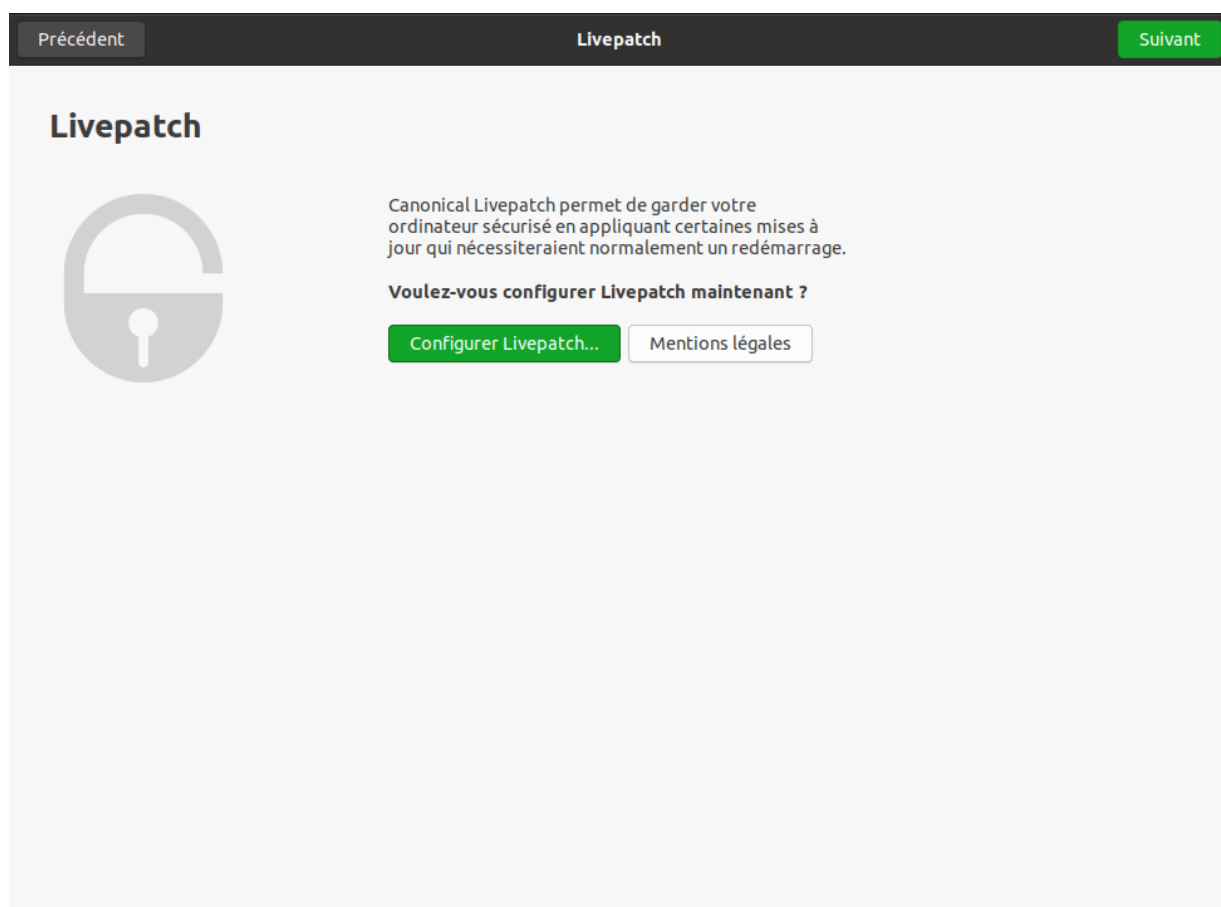 Précédent
Livepatch
Suivant
Livepatch
Canonical Livepatch permet de garder votre
ordinateur sécurisé en appliquant certaines mises à
jour qui nécessiteraient normalement un redémarrage.
Voulez-vous configurer Livepatch maintenant ?
Configurer Livepatch...
Mentions légales